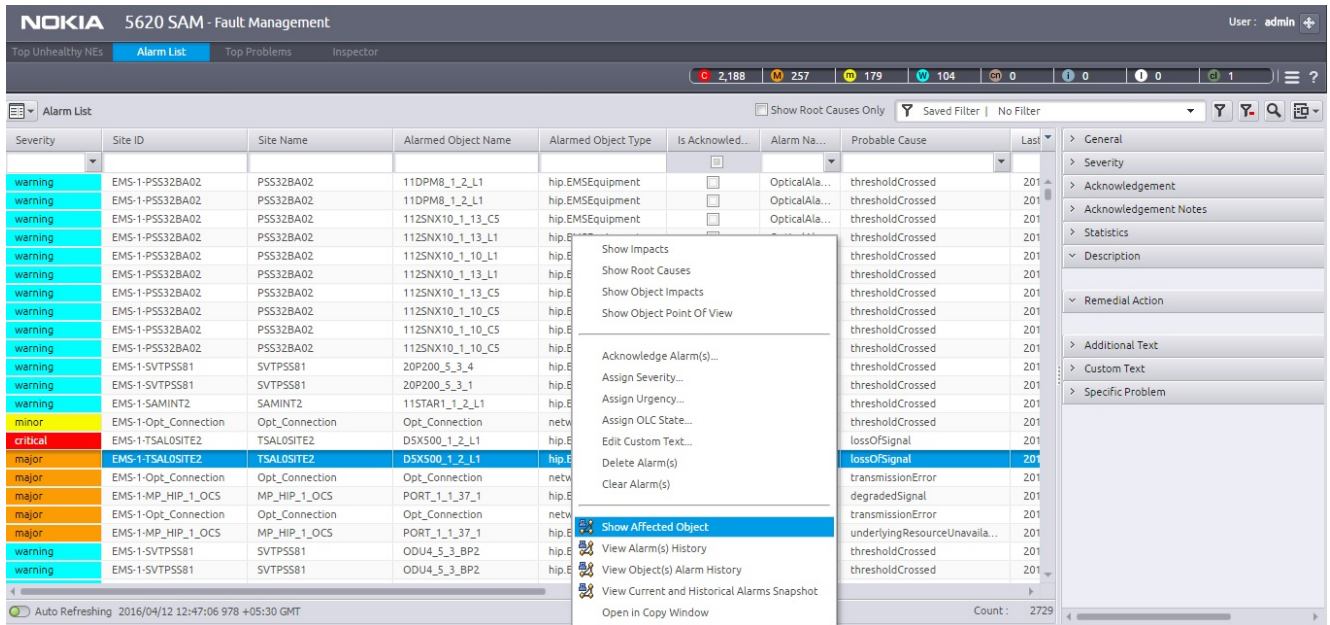 NOKIA 5620 SAM - Fault Management User : admin
Top Unhealthy NEs Alarm List Top Problems Inspector
C 2,188 M 257 m 179 W 104 cn 0 i 0 I 0 cl 1 ?
Alarm List Show Root Causes Only Saved Filter | No Filter
Severity Site ID Site Name Alarmed Object Name Alarmed Object Type Is Acknowled... Alarm Na... Probable Cause Last
warning EMS-1-PSS32BA02 PSS32BA02 11DPM8_1_2_L1 hip.EMSEquipment OpticalAla... thresholdCrossed 201
warning EMS-1-PSS32BA02 PSS32BA02 11DPM8_1_2_L1 hip.EMSEquipment OpticalAla... thresholdCrossed 201
warning EMS-1-PSS32BA02 PSS32BA02 112SNX10_1_13_C5 hip.EMSEquipment OpticalAla... thresholdCrossed 201
warning EMS-1-PSS32BA02 PSS32BA02 112SNX10_1_13_L1 thresholdCrossed 201
warning EMS-1-PSS32BA02 PSS32BA02 112SNX10_1_10_L1 hip.E thresholdCrossed 201
warning EMS-1-PSS32BA02 PSS32BA02 112SNX10_1_13_L1 hip.E thresholdCrossed 201
warning EMS-1-PSS32BA02 PSS32BA02 112SNX10_1_13_C5 hip.E thresholdCrossed 201
warning EMS-1-PSS32BA02 PSS32BA02 112SNX10_1_10_C5 hip.E thresholdCrossed 201
warning EMS-1-PSS32BA02 PSS32BA02 112SNX10_1_10_C5 hip.E thresholdCrossed 201
warning EMS-1-PSS32BA02 PSS32BA02 112SNX10_1_10_C5 hip.E thresholdCrossed 201
warning EMS-1-SVTPSS81 SVTPSS81 20P200_5_3_4 hip.E thresholdCrossed 201
warning EMS-1-SVTPSS81 SVTPSS81 20P200_5_3_1 hip.E thresholdCrossed 201
warning EMS-1-SAMINT2 SAMINT2 11STAR1_1_2_L1 hip.E thresholdCrossed 201
minor EMS-1-Opt_Connection Opt_Connection Opt_Connection netw thresholdCrossed 201
critical EMS-1-TSAL0SITE2 TSAL0SITE2 D5X500_1_2_L1 hip.E lossOfSignal 201
major EMS-1-TSAL0SITE2 TSAL0SITE2 D5X500_1_2_L1 hip.E lossOfSignal 201
major EMS-1-Opt_Connection Opt_Connection Opt_Connection netw transmissionError 201
major EMS-1-MP_HIP_1_OCS MP_HIP_1_OCS PORT_1_1_37_1 hip.E degradedSignal 201
major EMS-1-Opt_Connection Opt_Connection Opt_Connection netw transmissionError 201
major EMS-1-MP_HIP_1_OCS MP_HIP_1_OCS PORT_1_1_37_1 hip.E underlyingResourceUnavaila... 201
warning EMS-1-SVTPSS81 SVTPSS81 ODU4_5_3_BP2 hip.E thresholdCrossed 201
warning EMS-1-SVTPSS81 SVTPSS81 ODU4_5_3_BP2 hip.E thresholdCrossed 201
Show Impacts
Show Root Causes
Show Object Impacts
Show Object Point Of View
Acknowledge Alarm(s)...
Assign Severity...
Assign Urgency...
Assign OLC State...
Edit Custom Text...
Delete Alarm(s)
Clear Alarm(s)
Show Affected Object
View Alarm(s) History
View Object(s) Alarm History
View Current and Historical Alarms Snapshot
Open in Copy Window
General
Severity
Acknowledgement
Acknowledgement Notes
Statistics
Description
Remedial Action
Additional Text
Custom Text
Specific Problem
Auto Refreshing 2016/04/12 12:47:06 978 +05:30 GMT Count : 2729